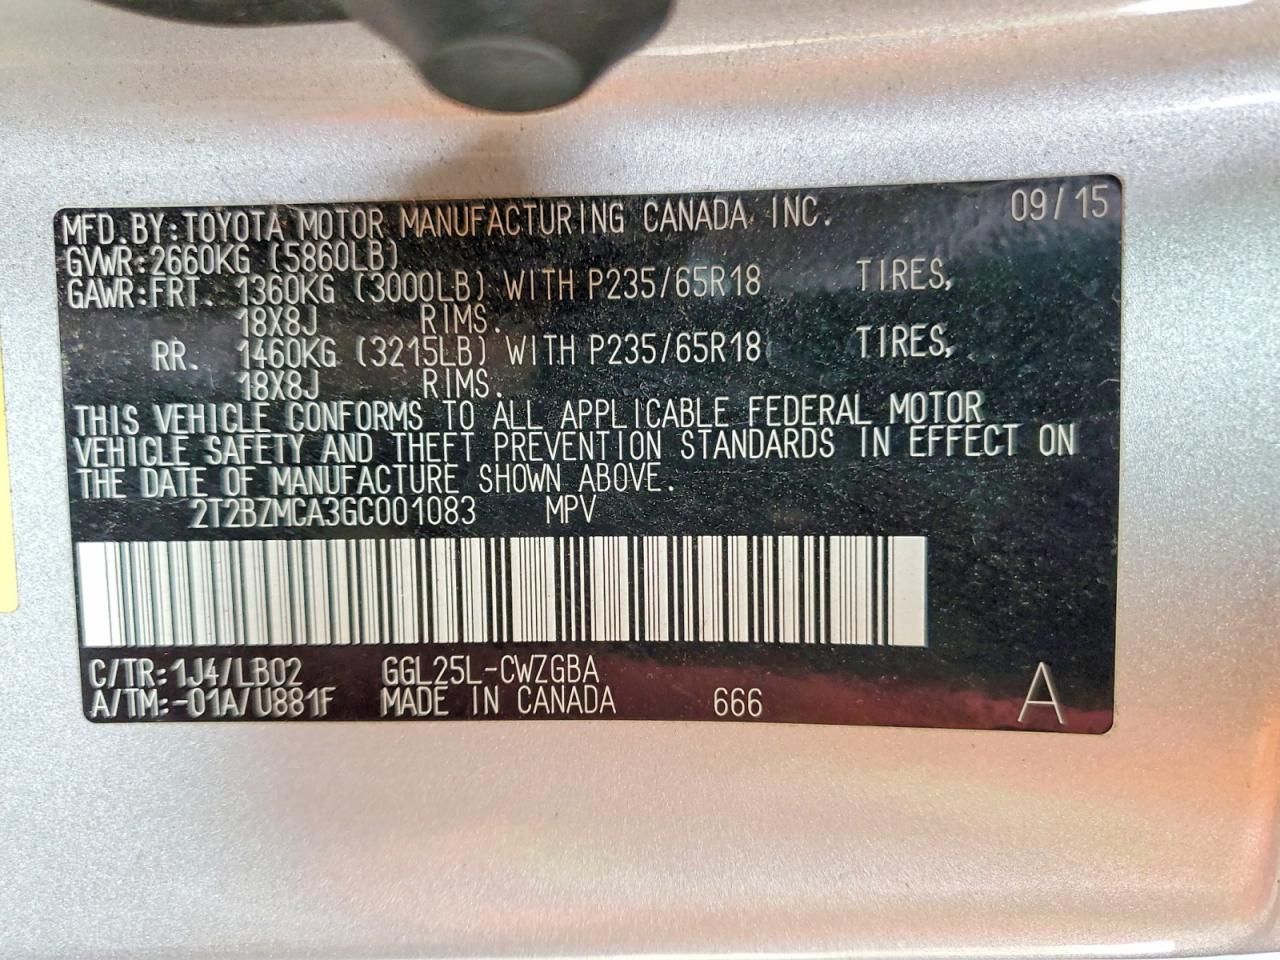 MFD. BY: TOYOTA MOTOR MANUFACTURING CANADA, INC. 09/15
GVWR: 2660KG (5860LB)
GAWR: FRT. 1360KG (3000LB) WITH P235/65R18 TIRES,
18X8J RIMS.
RR. 1460KG (3215LB) WITH P235/65R18 TIRES,
18X8J RIMS.
THIS VEHICLE CONFORMS TO ALL APPLICABLE FEDERAL MOTOR
VEHICLE SAFETY AND THEFT PREVENTION STANDARDS IN EFFECT ON
THE DATE OF MANUFACTURE SHOWN ABOVE.
2T2BZMCA3GC001083 MPV
C/TR: 1J4/LB02 GGL25L-CWZGBA
A/TM:-01A/U881F MADE IN CANADA 666 A